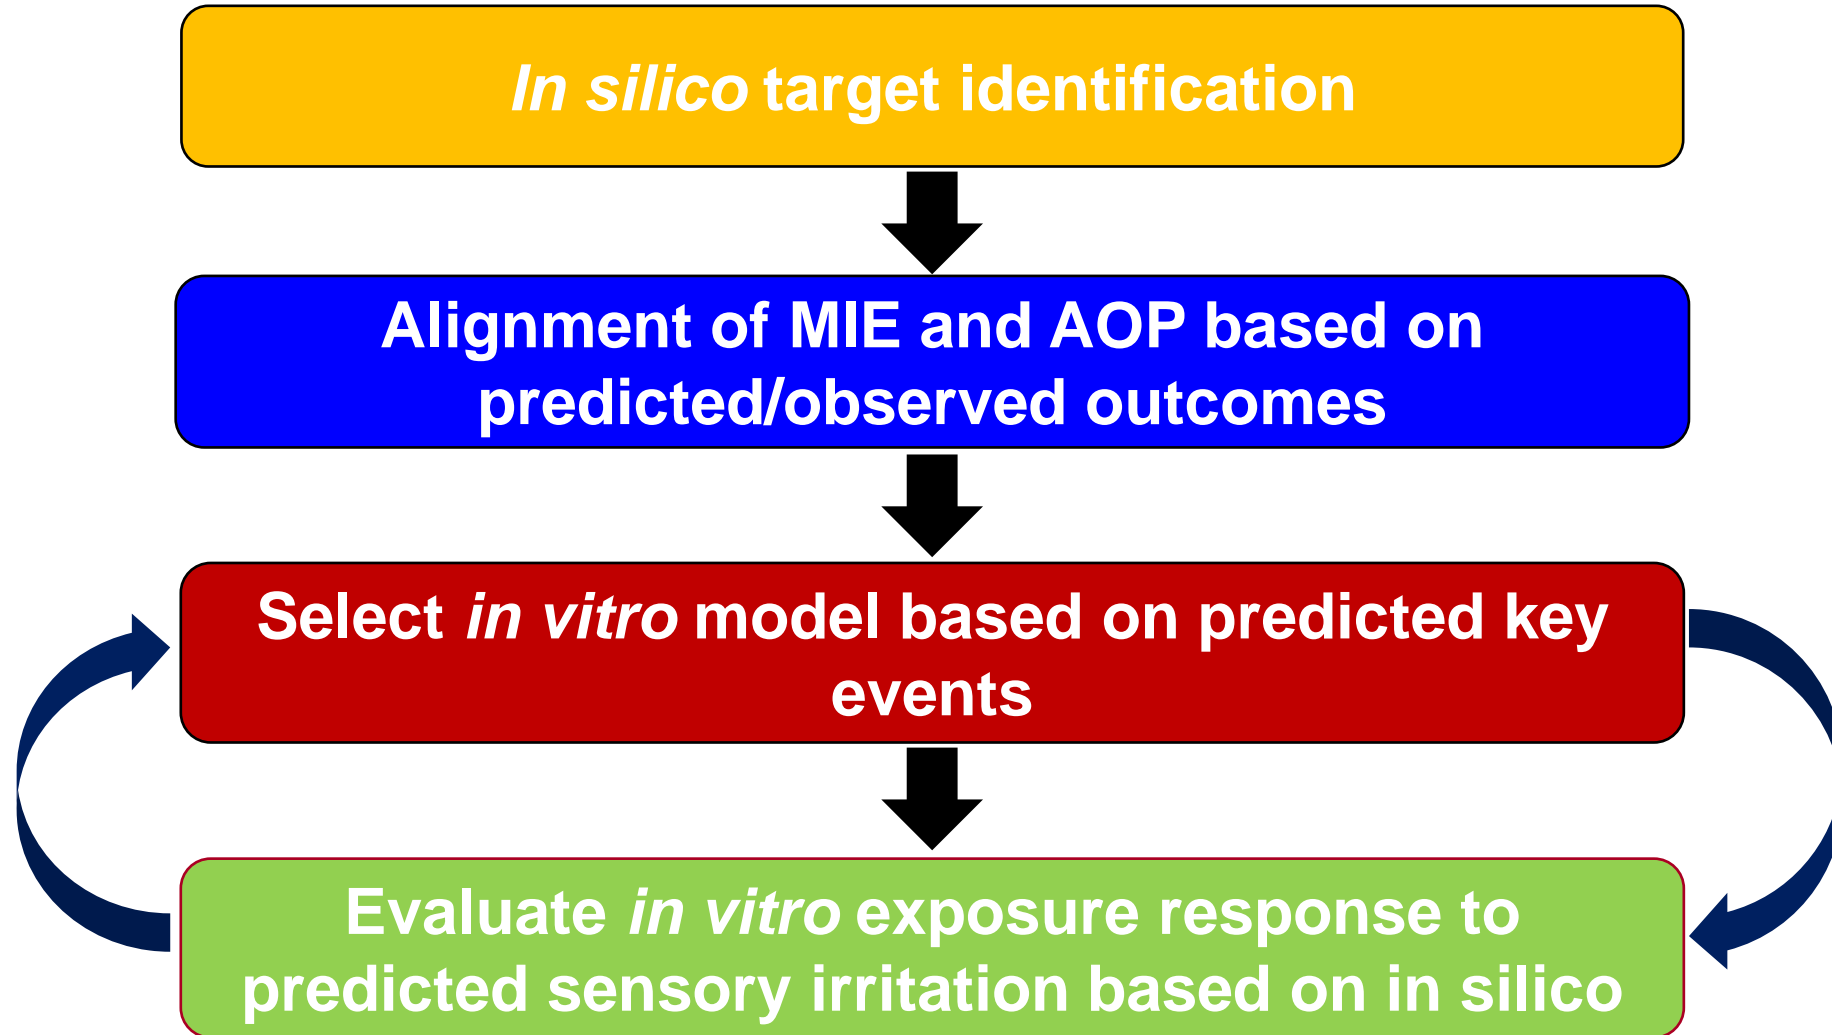 In silico target identification
Alignment of MIE and AOP based on
predicted/observed outcomes
Select in vitro model based on predicted key
events
Evaluate in vitro exposure response to
predicted sensory irritation based on in silico